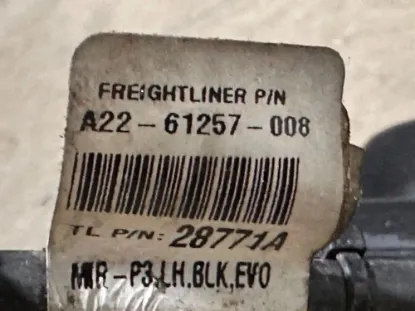 FREIGHTLINER P/N
A22-61257-008
TL P/N: 28771A
MIR-P3,LH,BLK,EVO